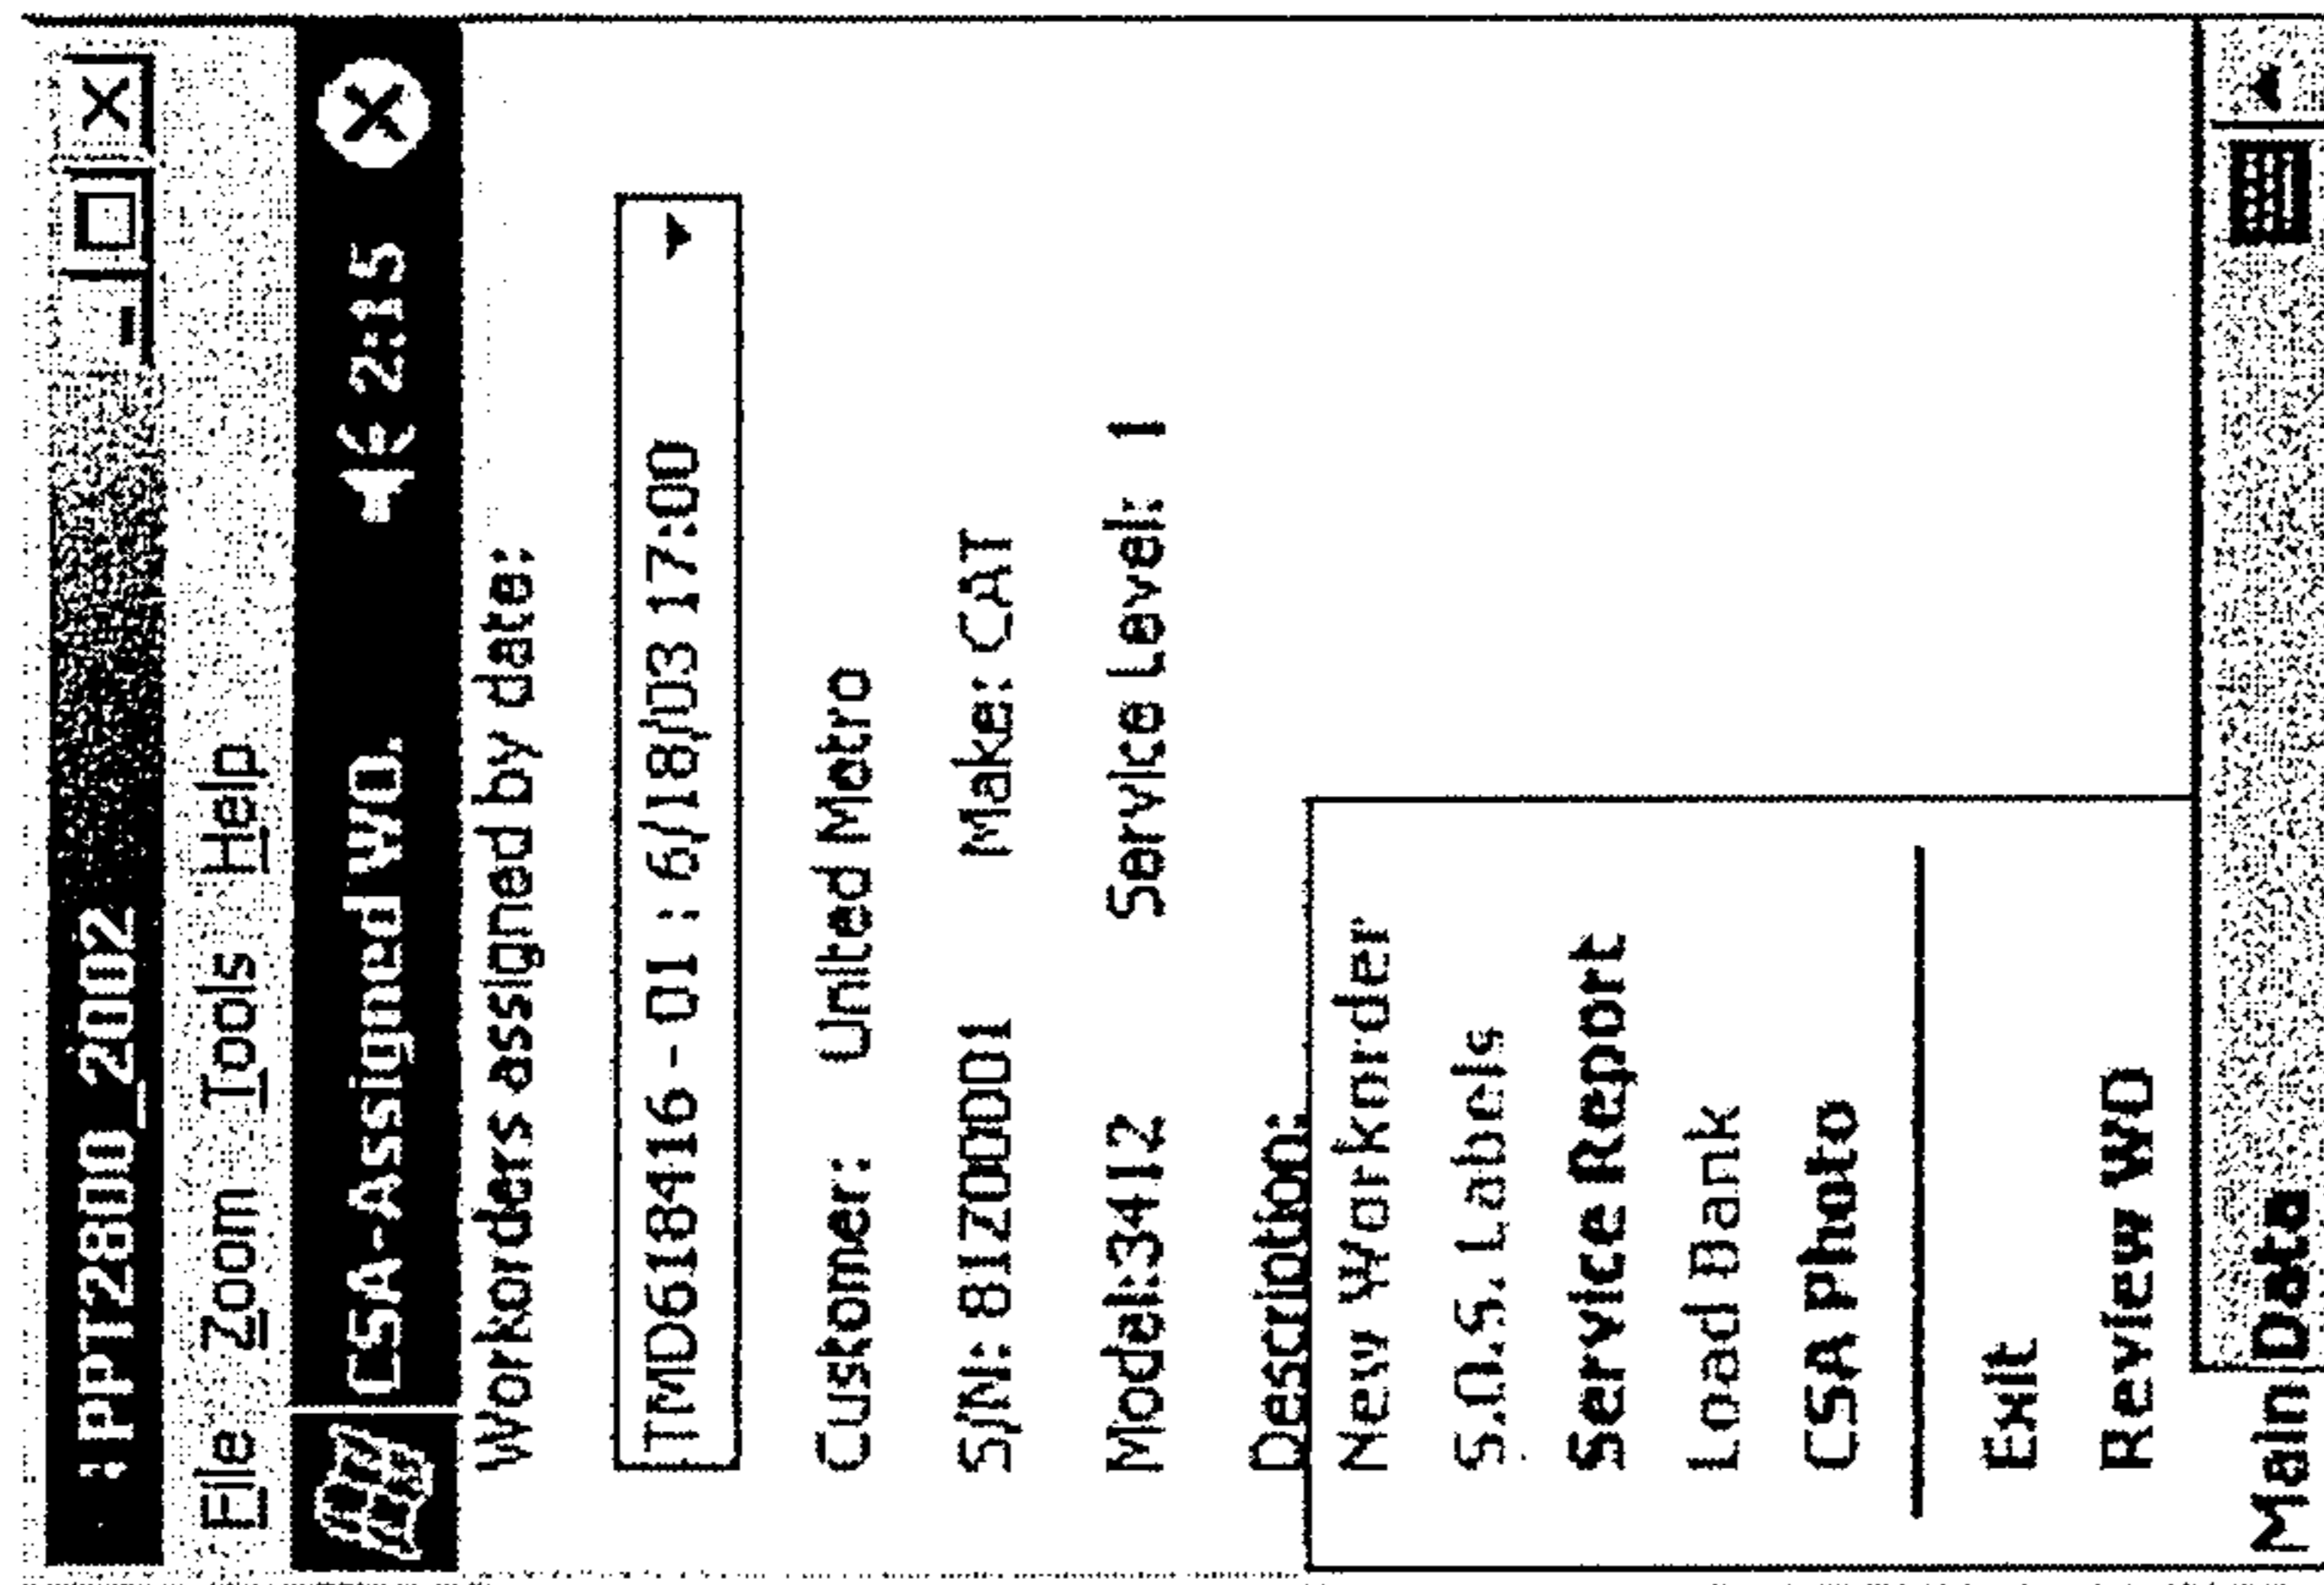 : PPT2800_2002
File Zoom Tools Help
CSA-Assigned WO. 2:15
Workorders assigned by date:
TMD618416 - 01 : 6/18/03 17:00
Customer: United Metro
S/N: 81Z00001 Make: CAT
Model:3412 Service Level: 1
Description:
New Workorder
S.O.S. Labels
Service Report
Load Bank
CSA Photo
Exit
Review WO
Main Data